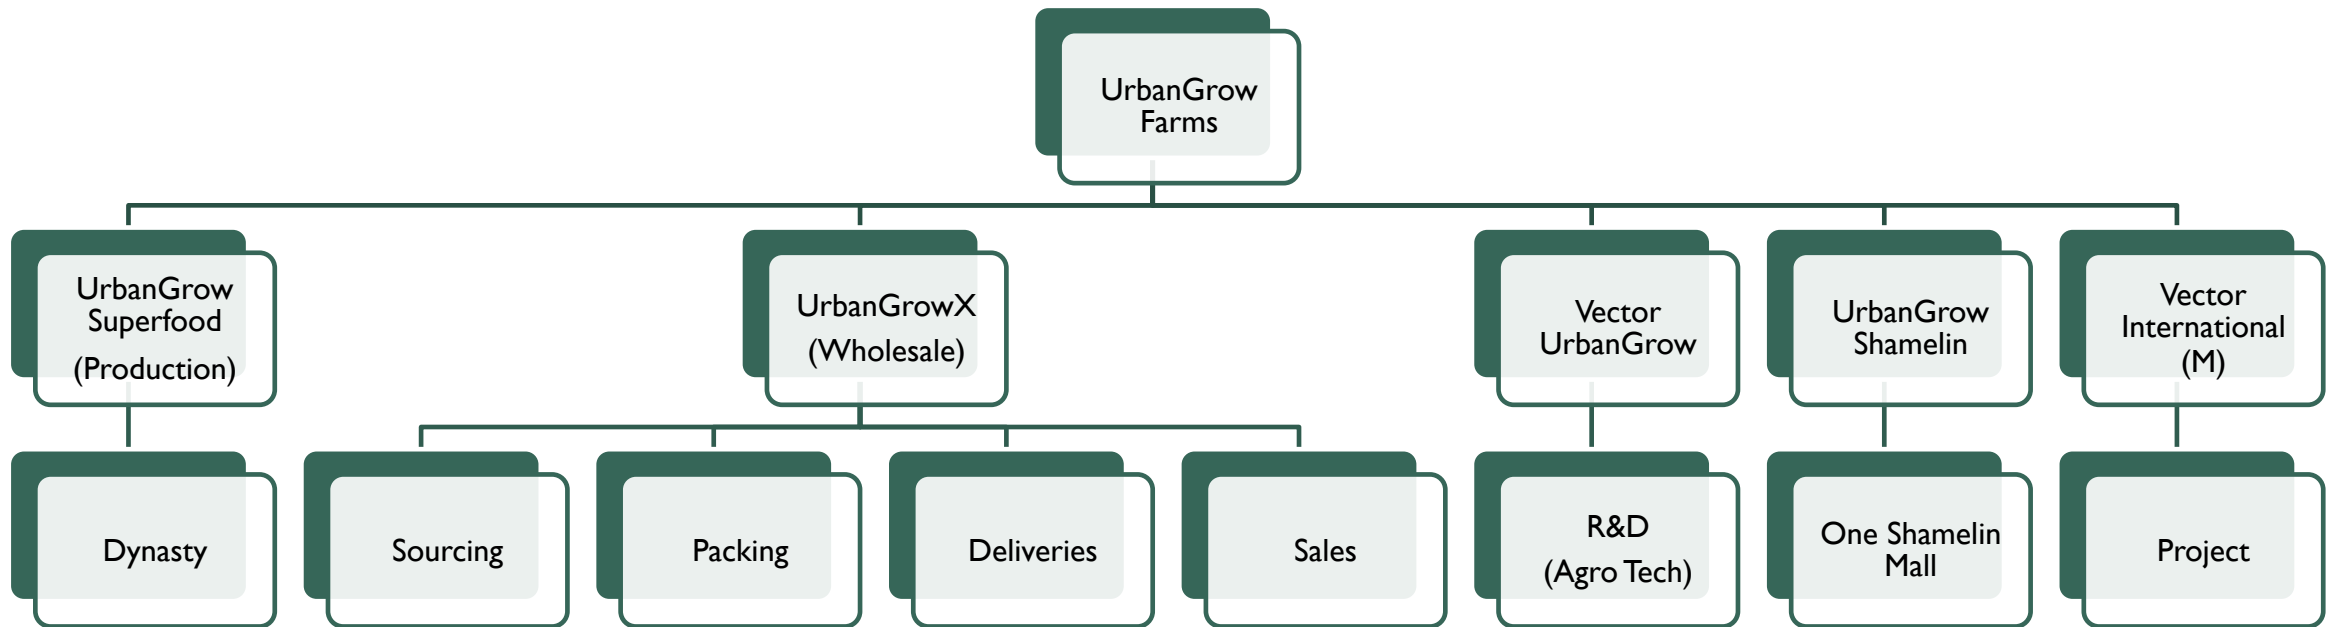 UrbanGrow
Farms
UrbanGrow
Superfood
(Production)
UrbanGrowX
(Wholesale)
Vector
UrbanGrow
UrbanGrow
Shamelin
Vector
International
(M)
Dynasty
Sourcing
Packing
Deliveries
Sales
R&D
(Agro Tech)
One Shamelin
Mall
Project